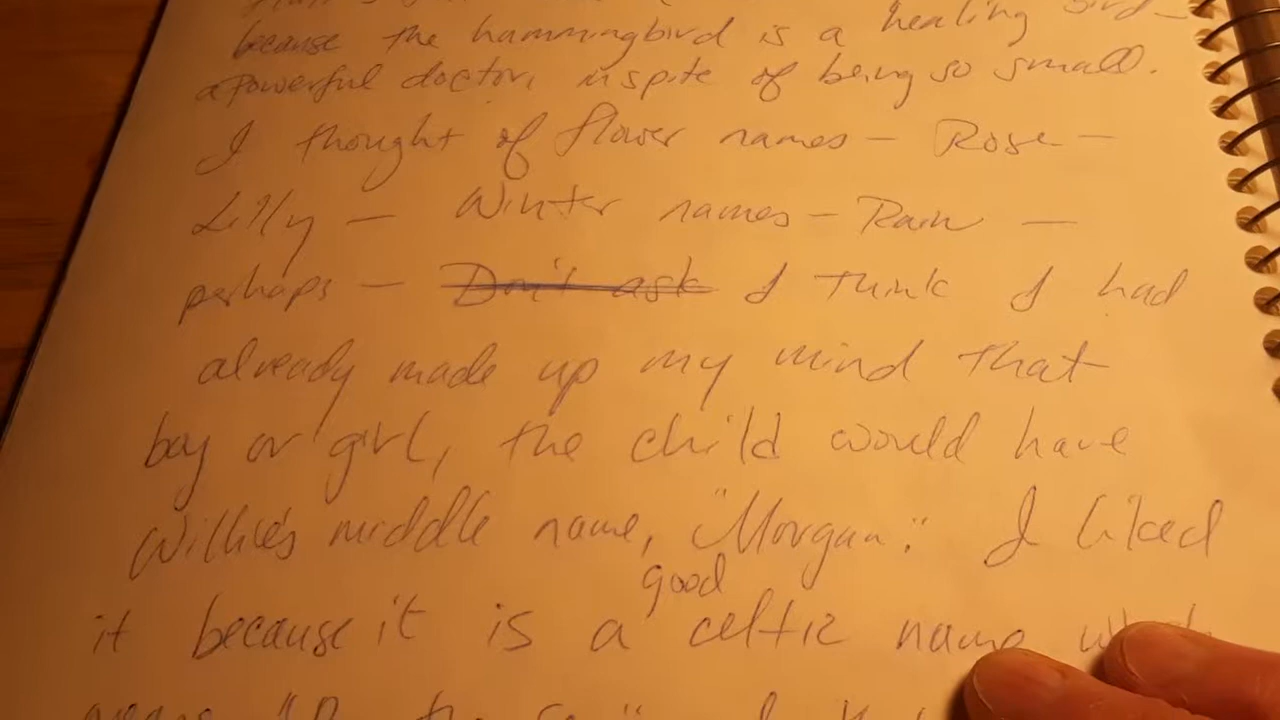 because the hammingbird is a healing bird -
a powerful doctor, inspite of being so small.
I thought of flower names - Rose -
Lilly - Winter names - Rain -
perhaps - Don't ask I think I had
already made up my mind that
boy or girl, the child would have
Willie's middle name, "Morgan". I liked
good
it because it is a celtic name